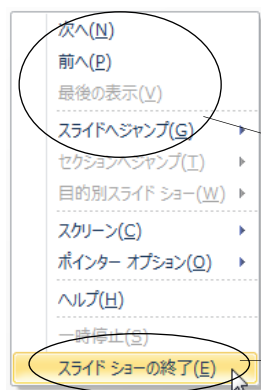 次へ(N)
前へ(P)
最後の表示(V)
スライドへジャンプ(G)
セクションへジャンプ(T)
目的別スライド ショー(W)
スクリーン(C)
ポインター オプション(O)
ヘルプ(H)
一時停止(S)
スライド ショーの終了(E)